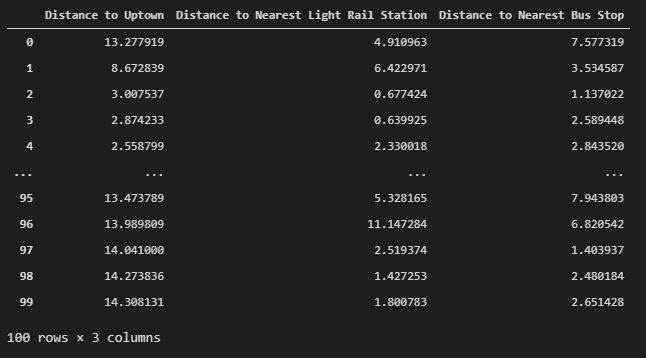 Distance to Uptown Distance to Nearest Light Rail Station Distance to Nearest Bus Stop
0 13.277919 4.910963 7.577319
1 8.672839 6.422971 3.534587
2 3.007537 0.677424 1.137022
3 2.874233 0.639925 2.589448
4 2.558799 2.330018 2.843520
... ... ... ...
95 13.473789 5.328165 7.943803
96 13.989809 11.147284 6.820542
97 14.041000 2.519374 1.403937
98 14.273836 1.427253 2.480184
99 14.308131 1.800783 2.651428
100 rows × 3 columns